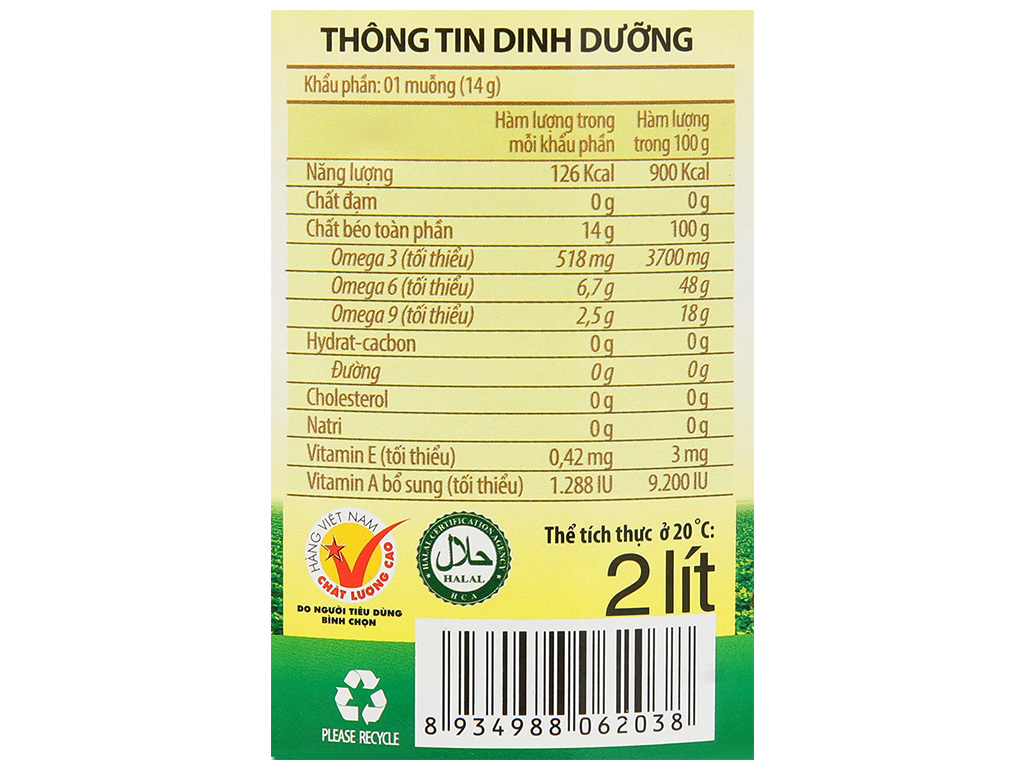 THÔNG TIN DINH DƯỠNG
Khẩu phần: 01 muỗng (14 g)
Hàm lượng trong mỗi khẩu phần Hàm lượng trong 100 g
Năng lượng 126 Kcal 900 Kcal
Chất đạm 0 g 0 g
Chất béo toàn phần 14 g 100 g
Omega 3 (tối thiểu) 518 mg 3700 mg
Omega 6 (tối thiểu) 6,7 g 48 g
Omega 9 (tối thiểu) 2,5 g 18 g
Hydrat-cacbon 0 g 0 g
Đường 0 g 0 g
Cholesterol 0 g 0 g
Natri 0 g 0 g
Vitamin E (tối thiểu) 0,42 mg 3 mg
Vitamin A bổ sung (tối thiểu) 1.288 IU 9.200 IU
HÀNG VIỆT NAM
CHẤT LƯỢNG CAO
DO NGƯỜI TIÊU DÙNG
BÌNH CHỌN
HALAL CERTIFICATION AGENCY
حلال
HALAL
HCA
Thể tích thực ở 20°C:
2 lít
PLEASE RECYCLE
8 934988 062038